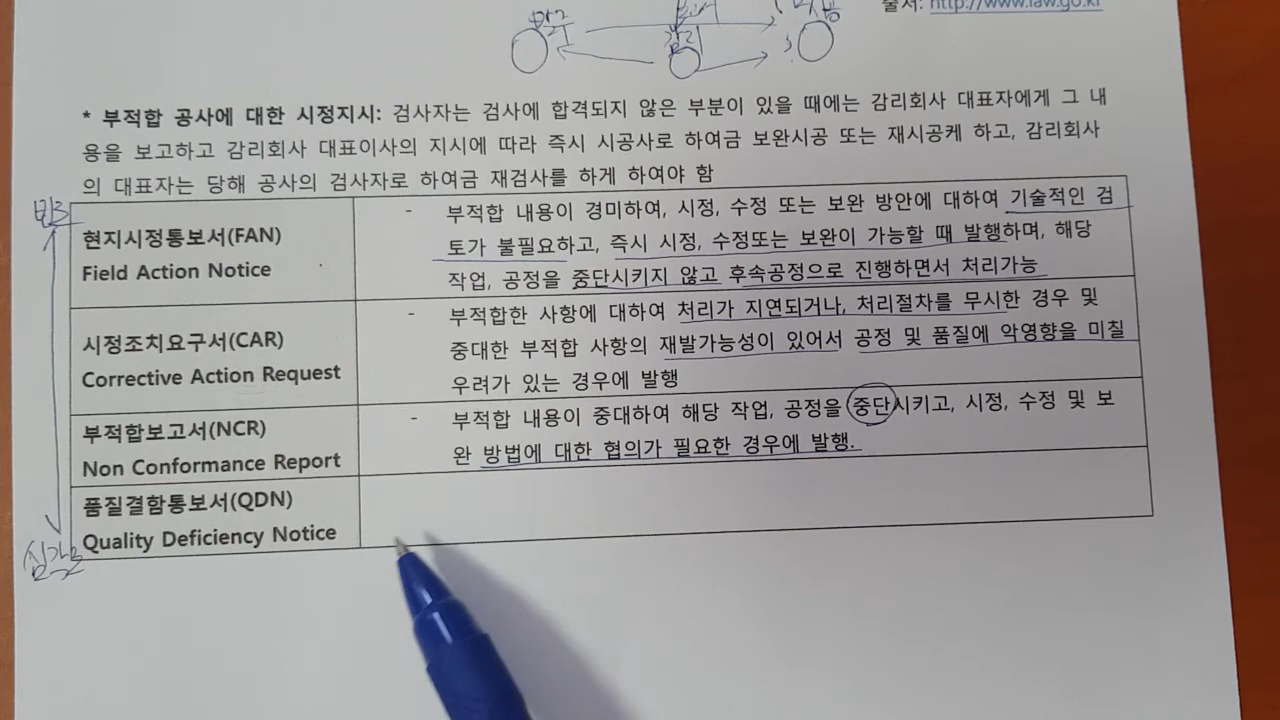 출처: http://www.law.go.kr
* 부적합 공사에 대한 시정지시: 검사자는 검사에 합격되지 않은 부분이 있을 때에는 감리회사 대표자에게 그 내
용을 보고하고 감리회사 대표이사의 지시에 따라 즉시 시공사로 하여금 보완시공 또는 재시공케 하고, 감리회사
의 대표자는 당해 공사의 검사자로 하여금 재검사를 하게 하여야 함
현지시정통보서(FAN)
Field Action Notice
- 부적합 내용이 경미하여, 시정, 수정 또는 보완 방안에 대하여 기술적인 검
토가 불필요하고, 즉시 시정, 수정또는 보완이 가능할 때 발행하며, 해당
작업, 공정을 중단시키지 않고 후속공정으로 진행하면서 처리가능
시정조치요구서(CAR)
Corrective Action Request
- 부적합한 사항에 대하여 처리가 지연되거나, 처리절차를 무시한 경우 및
중대한 부적합 사항의 재발가능성이 있어서 공정 및 품질에 악영향을 미칠
우려가 있는 경우에 발행
부적합보고서(NCR)
Non Conformance Report
- 부적합 내용이 중대하여 해당 작업, 공정을 중단시키고, 시정, 수정 및 보
완 방법에 대한 협의가 필요한 경우에 발행.
품질결함통보서(QDN)
Quality Deficiency Notice